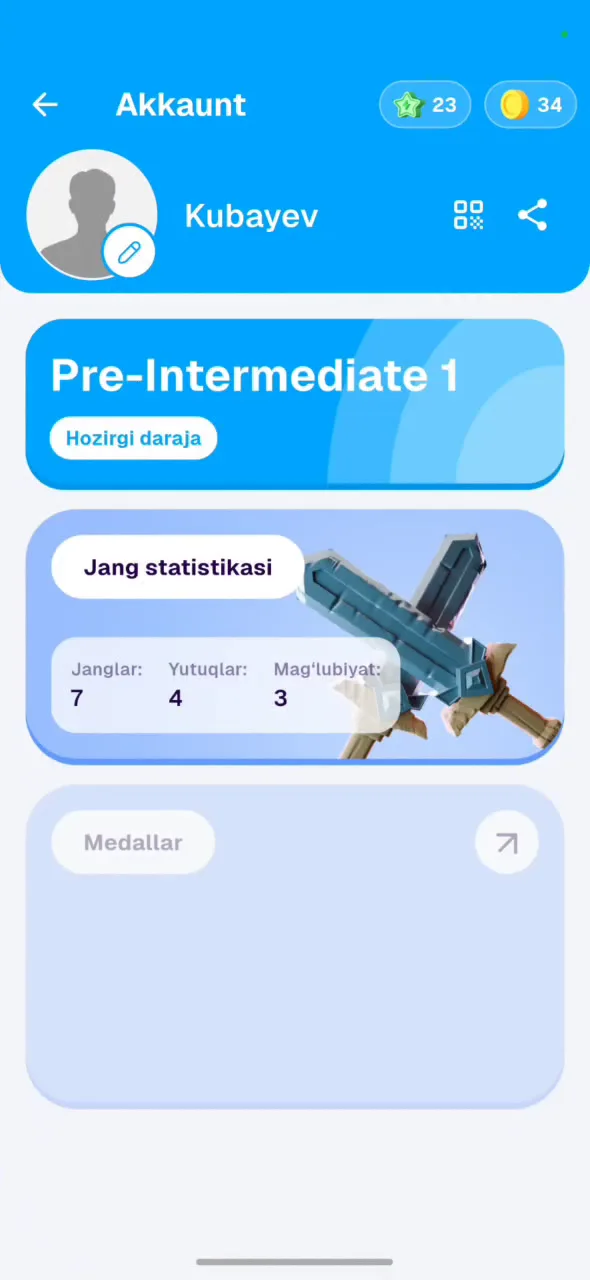 Akkaunt
23
34
Kubayev
Pre-Intermediate 1
Hozirgi daraja
Jang statistikasi
Janglar: Yutuqlar: Mag‘lubiyat:
7 4 3
Medallar